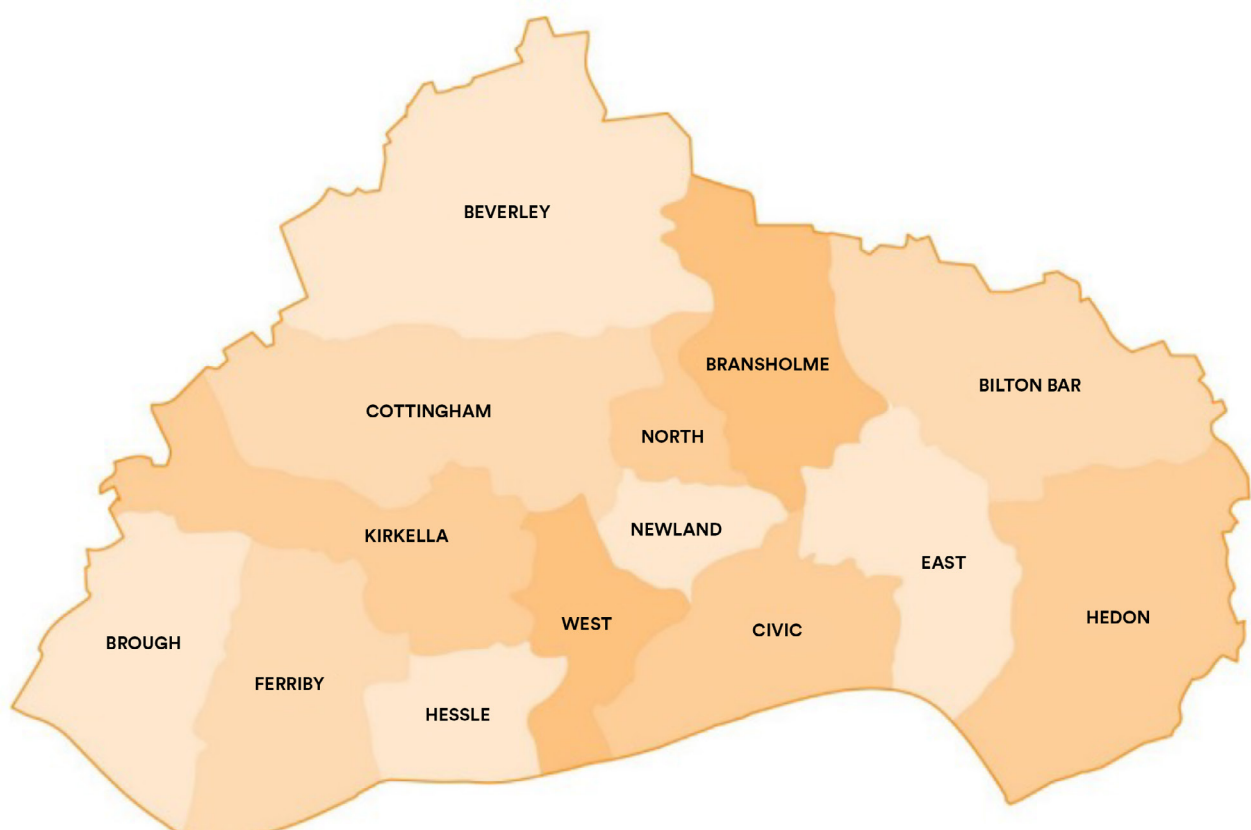 BEVERLEY
BRANSHOLME
BILTON BAR
COTTINGHAM
NORTH
KIRKELLA
NEWLAND
EAST
WEST
CIVIC
HEDON
BROUGH
FERRIBY
HESSLE